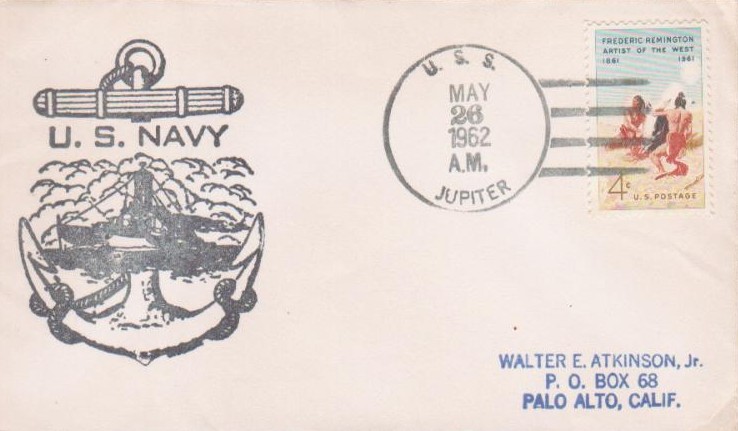 U. S. NAVY
U. S. S.
MAY
26
1962
A.M.
JUPITER
FREDERIC REMINGTON
ARTIST OF THE WEST
1861 1961
4c
U.S. POSTAGE
WALTER E. ATKINSON, Jr.
P. O. BOX 68
PALO ALTO, CALIF.